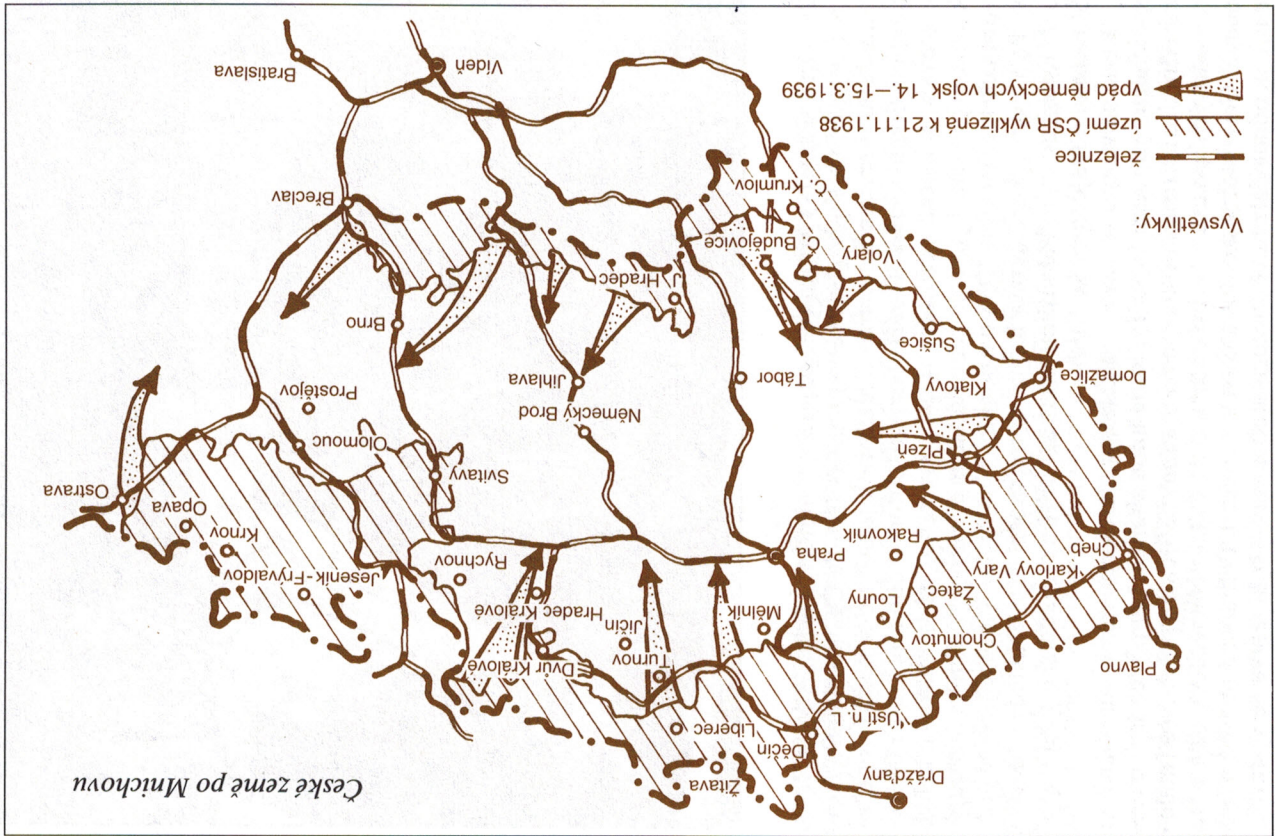 České země po Mnichovu
Drážďany
Žitava
Děčín
Liberec
Ústí n. L.
Plavno
Turnov
Dvůr Králové
Chomutov
Jičín
Mělník
Hradec Králové
Žatec
Louny
Karlovy Vary
Jeseník-Frývaldov
Rychnov
Cheb
Praha
Rakovník
Krnov
Opava
Ostrava
Svitavy
Plzeň
Olomouc
Německý Brod
Prostějov
Domažlice
Klatovy
Tábor
Jihlava
Sušice
Brno
J. Hradec
Volary
Č. Budějovice
Břeclav
Č. Krumlov
Vysvětlivky:
železnice
území ČSR vyklizená k 21.11.1938
vpád německých vojsk 14.–15.3.1939
Vídeň
Bratislava